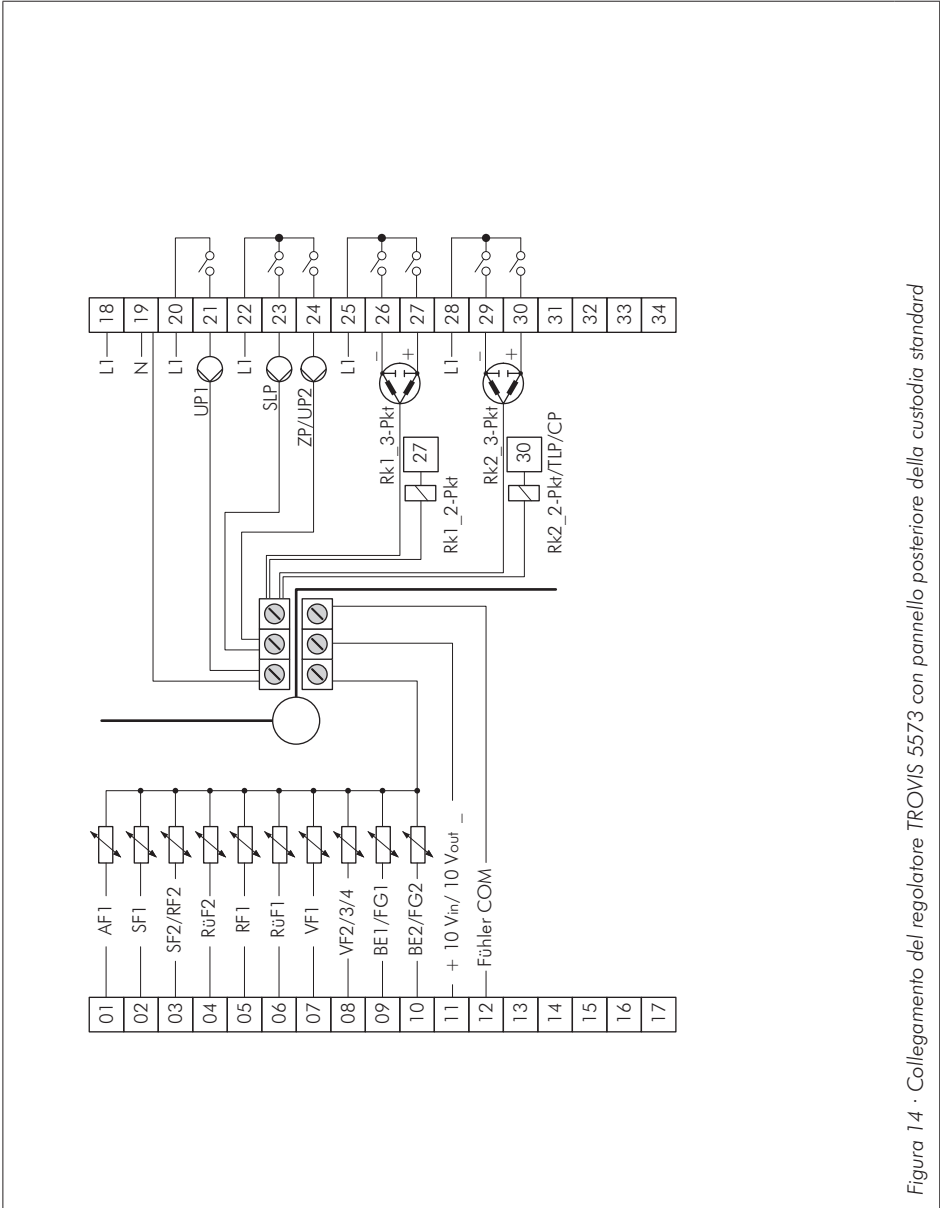 18
19
20
21
22
23
24
25
26
27
28
29
30
31
32
33
34
L1
N
L1
UP1
L1
SLP
ZP/UP2
L1
–
+
Rk1_3-Pkt
27
Rk1_2-Pkt
L1
–
+
Rk2_3-Pkt
30
Rk2_2-Pkt/TLP/CP
AF1
SF1
SF2/RF2
RüF2
RF1
RüF1
VF1
VF2/3/4
BE1/FG1
BE2/FG2
+ 10 Vin/ 10 Vout –
Fühler COM
01
02
03
04
05
06
07
08
09
10
11
12
13
14
15
16
17
Figura 14 · Collegamento del regolatore TROVIS 5573 con pannello posteriore della custodia standard